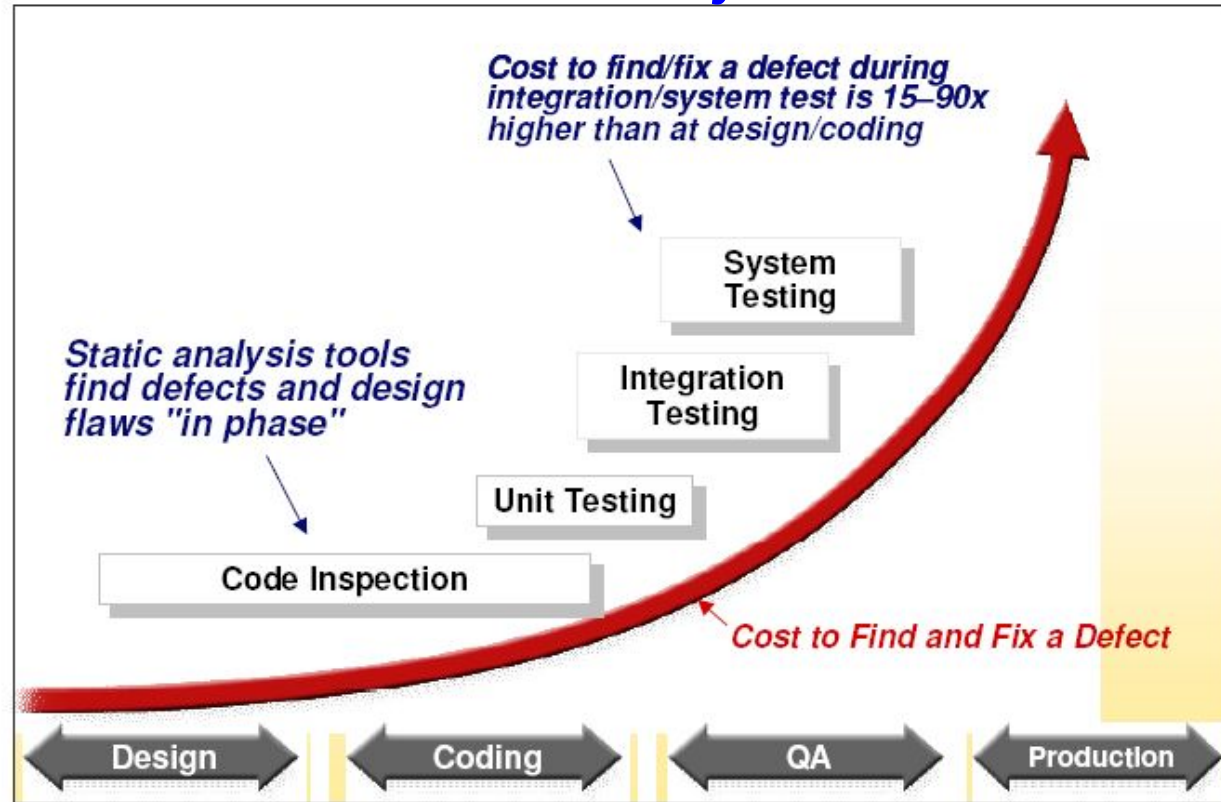 Cost to find/fix a defect during
integration/system test is 15–90x
higher than at design/coding
System
Testing
Static analysis tools
find defects and design
flaws "in phase"
Integration
Testing
Unit Testing
Code Inspection
Cost to Find and Fix a Defect
Design
Coding
QA
Production